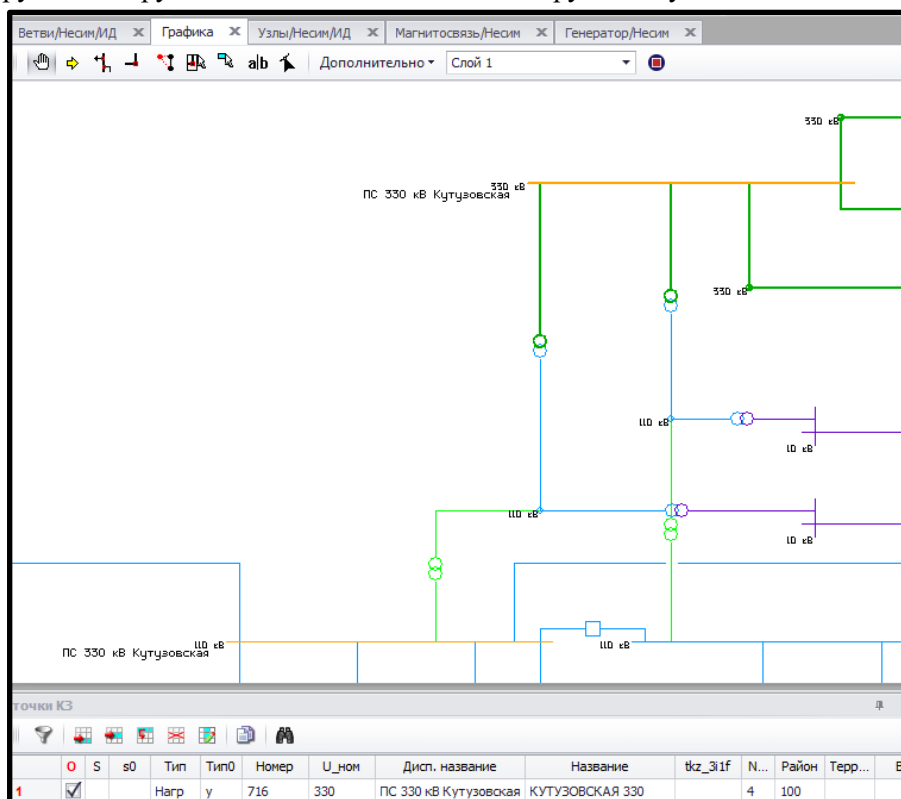 Ветви/Несим/ИД Графика Узлы/Несим/ИД Магнитосвязь/Несим Генератор/Несим
a|b Дополнительно Слой 1
330 кВ
330 кВ
ПС 330 кВ Кутузовская
330 кВ
110 кВ
10 кВ
110 кВ
10 кВ
110 кВ
110 кВ
ПС 330 кВ Кутузовская
точки КЗ
O S s0 Тип Тип0 Номер U_ном Дисп. название Название tkz_3i1f N... Район Терр...
1 Нагр у 716 330 ПС 330 кВ Кутузовская КУТУЗОВСКАЯ 330 4 100